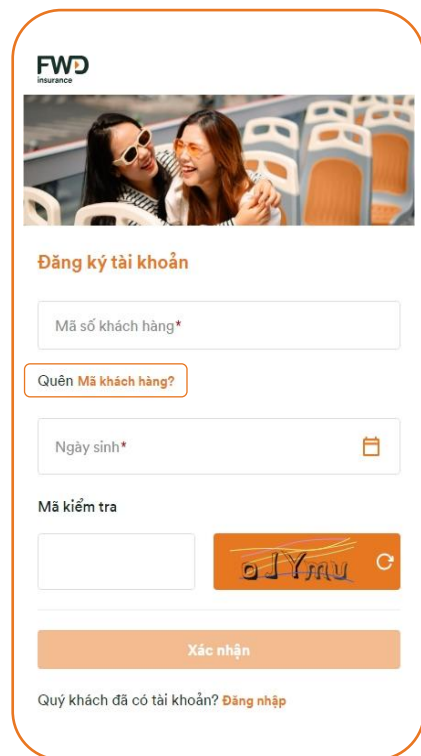 FWD
insurance
Đăng ký tài khoản
Mã số khách hàng*
Quên Mã khách hàng?
Ngày sinh*
Mã kiểm tra
oJYmu
Xác nhận
Quý khách đã có tài khoản? Đăng nhập